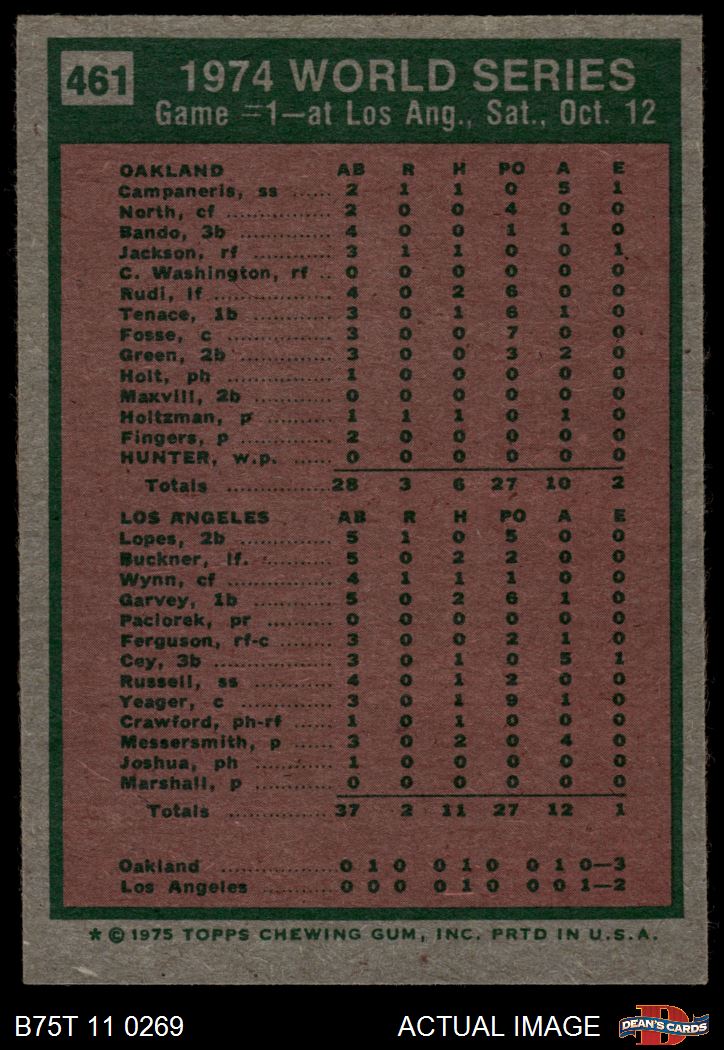 461
1974 WORLD SERIES
Game #1—at Los Ang., Sat., Oct. 12
OAKLAND AB R H PO A E
Campaneris, ss ...... 2 1 1 0 5 1
North, cf ............... 2 0 0 4 0 0
Bando, 3b ............. 4 0 0 1 1 0
Jackson, rf ............ 3 1 1 0 0 1
C. Washington, rf .. 0 0 0 0 0 0
Rudi, lf .................. 4 0 2 6 0 0
Tenace, 1b ............ 3 0 1 6 1 0
Fosse, c ................ 3 0 0 7 0 0
Green, 2b .............. 3 0 0 3 2 0
Holt, ph ................ 1 0 0 0 0 0
Maxvill, 2b ............ 0 0 0 0 0 0
Holtzman, p .......... 1 1 1 0 1 0
Fingers, p ............. 2 0 0 0 0 0
HUNTER, w.p. ...... 0 0 0 0 0 0
Totals ................ 28 3 6 27 10 2
LOS ANGELES AB R H PO A E
Lopes, 2b .............. 5 1 0 5 0 0
Buckner, lf. ........... 5 0 2 2 0 0
Wynn, cf ............... 4 1 1 1 0 0
Garvey, 1b ............ 5 0 2 6 1 0
Paciorek, pr .......... 0 0 0 0 0 0
Ferguson, rf-c ....... 3 0 0 2 1 0
Cey, 3b ................. 3 0 1 0 5 1
Russell, ss ............ 4 0 1 2 0 0
Yeager, c .............. 3 0 1 9 1 0
Crawford, ph-rf ..... 1 0 1 0 0 0
Messersmith, p ..... 3 0 2 0 4 0
Joshua, ph ............ 1 0 0 0 0 0
Marshall, p ........... 0 0 0 0 0 0
Totals ................ 37 2 11 27 12 1
Oakland ................ 0 1 0 0 1 0 0 1 0—3
Los Angeles .......... 0 0 0 0 1 0 0 0 1—2
* © 1975 TOPPS CHEWING GUM, INC. PRTD IN U.S.A.
B75T 11 0269 ACTUAL IMAGE
D
DEAN'S CARDS